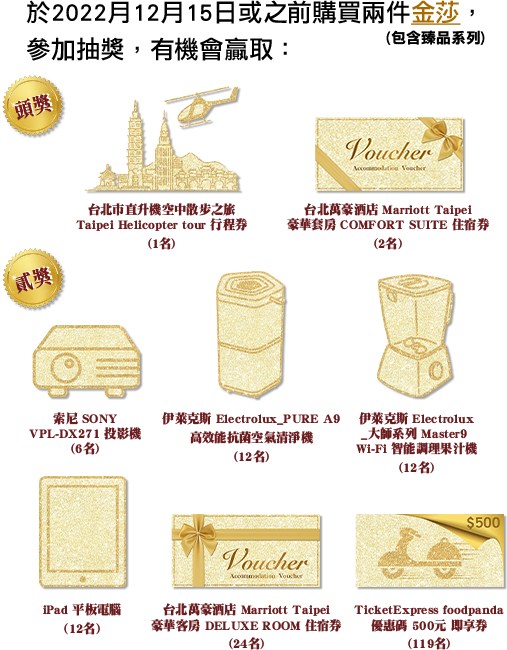 於2022月12月15日或之前購買兩件金莎，
(包含臻品系列)
參加抽獎，有機會贏取：
頭獎
Voucher
Accommodation Voucher
台北市直升機空中散步之旅
Taipei Helicopter tour 行程券
(1名)
台北萬豪酒店 Marriott Taipei
豪華套房 COMFORT SUITE 住宿券
(2名)
貳獎
索尼 SONY
VPL-DX271 投影機
(6名)
伊萊克斯 Electrolux_PURE A9
高效能抗菌空氣清淨機
(12名)
伊萊克斯 Electrolux
_大師系列 Master9
Wi-Fi 智能調理果汁機
(12名)
Voucher
Accommodation Voucher
$500
iPad 平板電腦
(12名)
台北萬豪酒店 Marriott Taipei
豪華客房 DELUXE ROOM 住宿券
(24名)
TicketExpress foodpanda
優惠碼 500元 即享券
(119名)